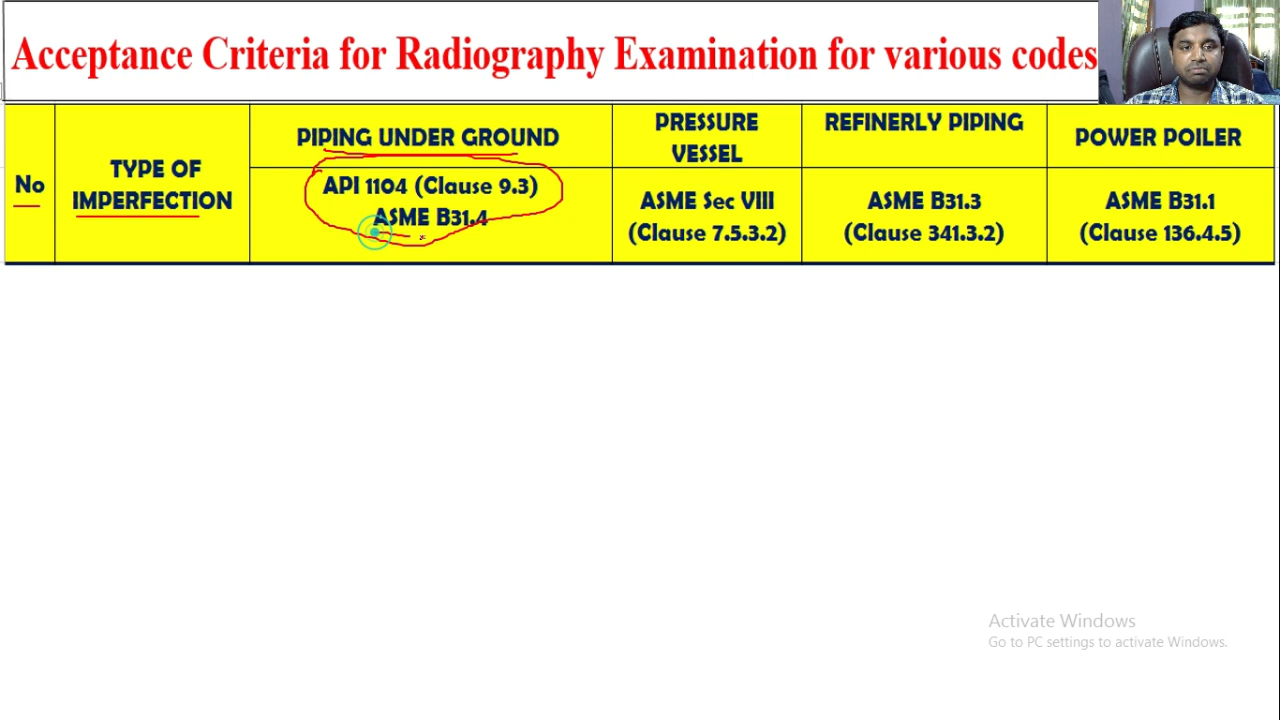 Acceptance Criteria for Radiography Examination for various codes
No
TYPE OF
IMPERFECTION
PIPING UNDER GROUND
API 1104 (Clause 9.3)
ASME B31.4
PRESSURE
VESSEL
ASME Sec VIII
(Clause 7.5.3.2)
REFINERLY PIPING
ASME B31.3
(Clause 341.3.2)
POWER POILER
ASME B31.1
(Clause 136.4.5)
Activate Windows
Go to PC settings to activate Windows.